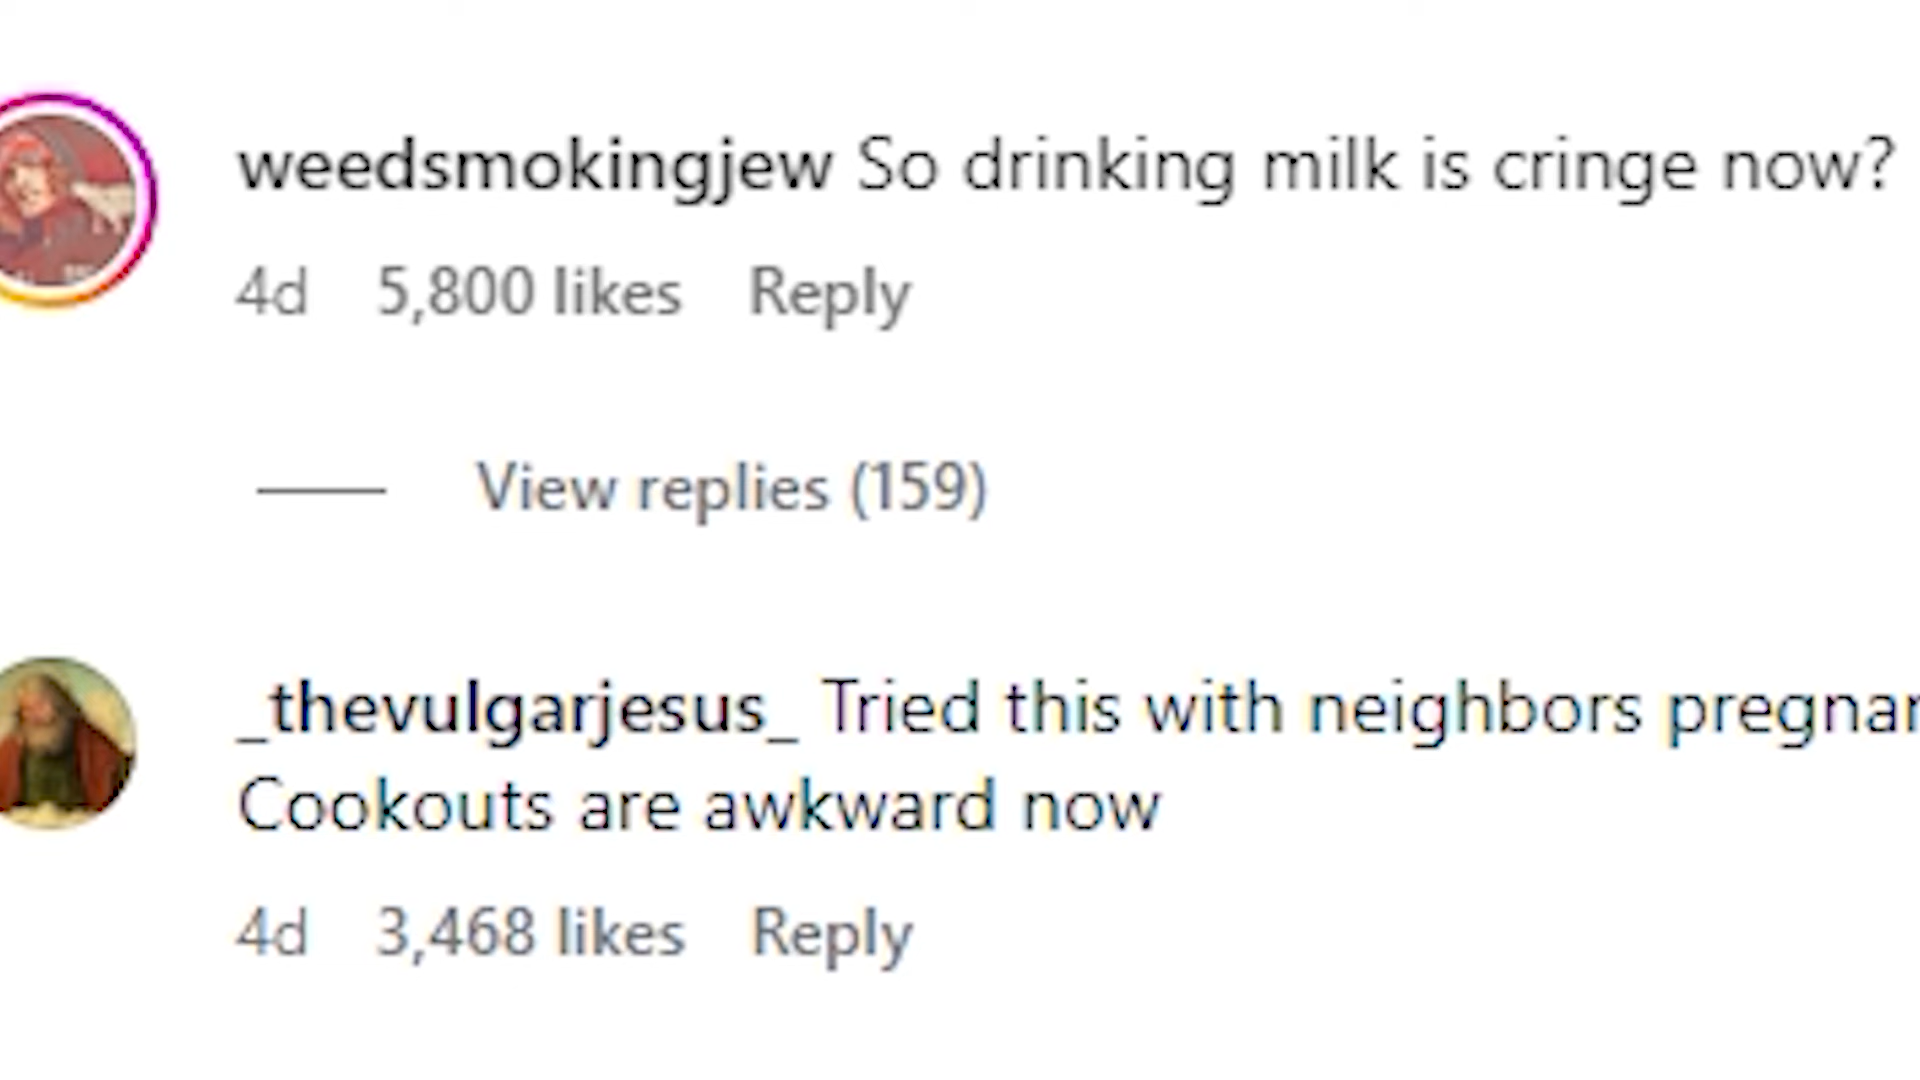 weedsmokingjew So drinking milk is cringe now?
4d 5,800 likes Reply
View replies (159)
_thevulgarjesus_ Tried this with neighbors
Cookouts are awkward now
4d 3,468 likes Reply